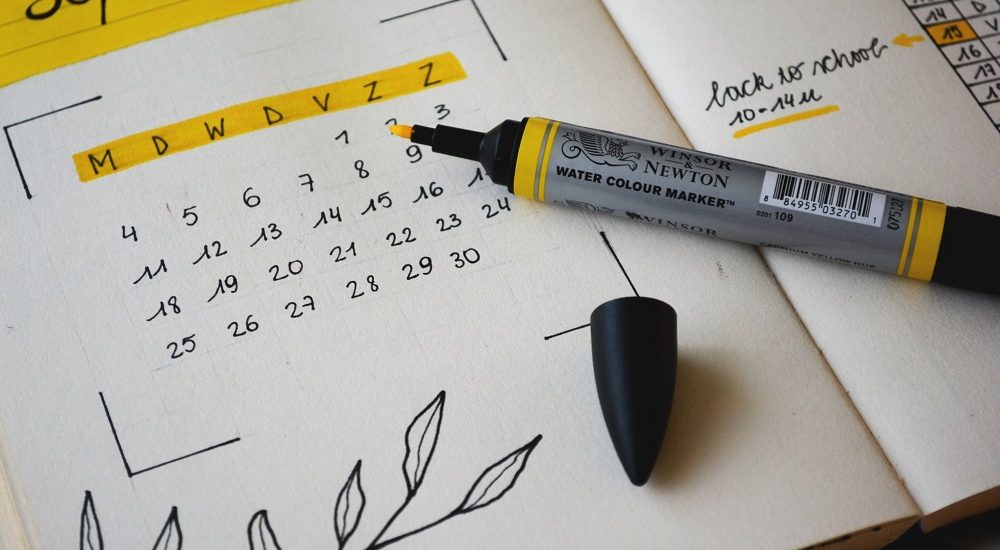 M D W D V Z Z
1 2 3
4 5 6 7 8 9
11 12 13 14 15 16
18 19 20 21 22 23 24
25 26 27 28 29 30
back to school
10-14u
14 D
15 V
16
17
WINSOR
&
NEWTON
WATER COLOUR MARKER™
8 84955 03270 1
0201 109
WINSOR
CADMIUM YELLOW HUE